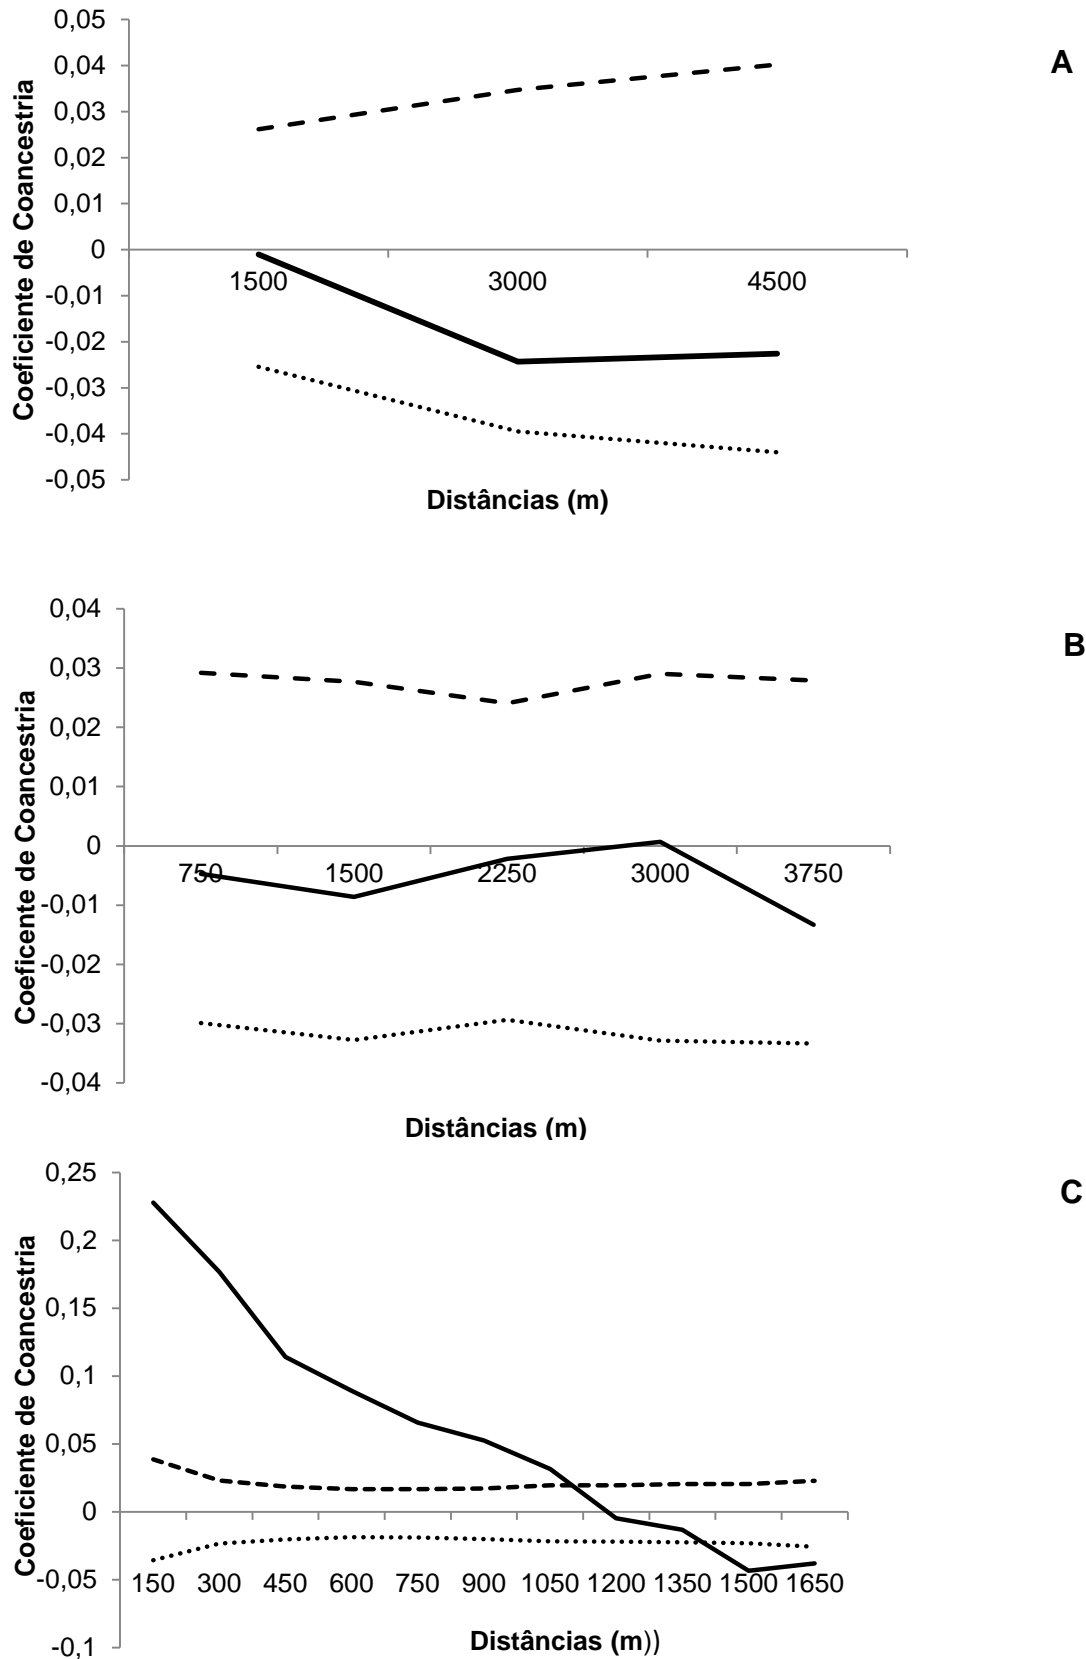 A
Coeficiente de Coancestria
0,05
0,04
0,03
0,02
0,01
0
-0,01
-0,02
-0,03
-0,04
-0,05
1500 3000 4500
Distâncias (m)
B
Coeficente de Coancestria
0,04
0,03
0,02
0,01
0
-0,01
-0,02
-0,03
-0,04
750 1500 2250 3000 3750
Distâncias (m)
C
Coeficiente de Coancestria
0,25
0,2
0,15
0,1
0,05
0
-0,05
-0,1
150 300 450 600 750 900 1050 1200 1350 1500 1650
Distâncias (m))